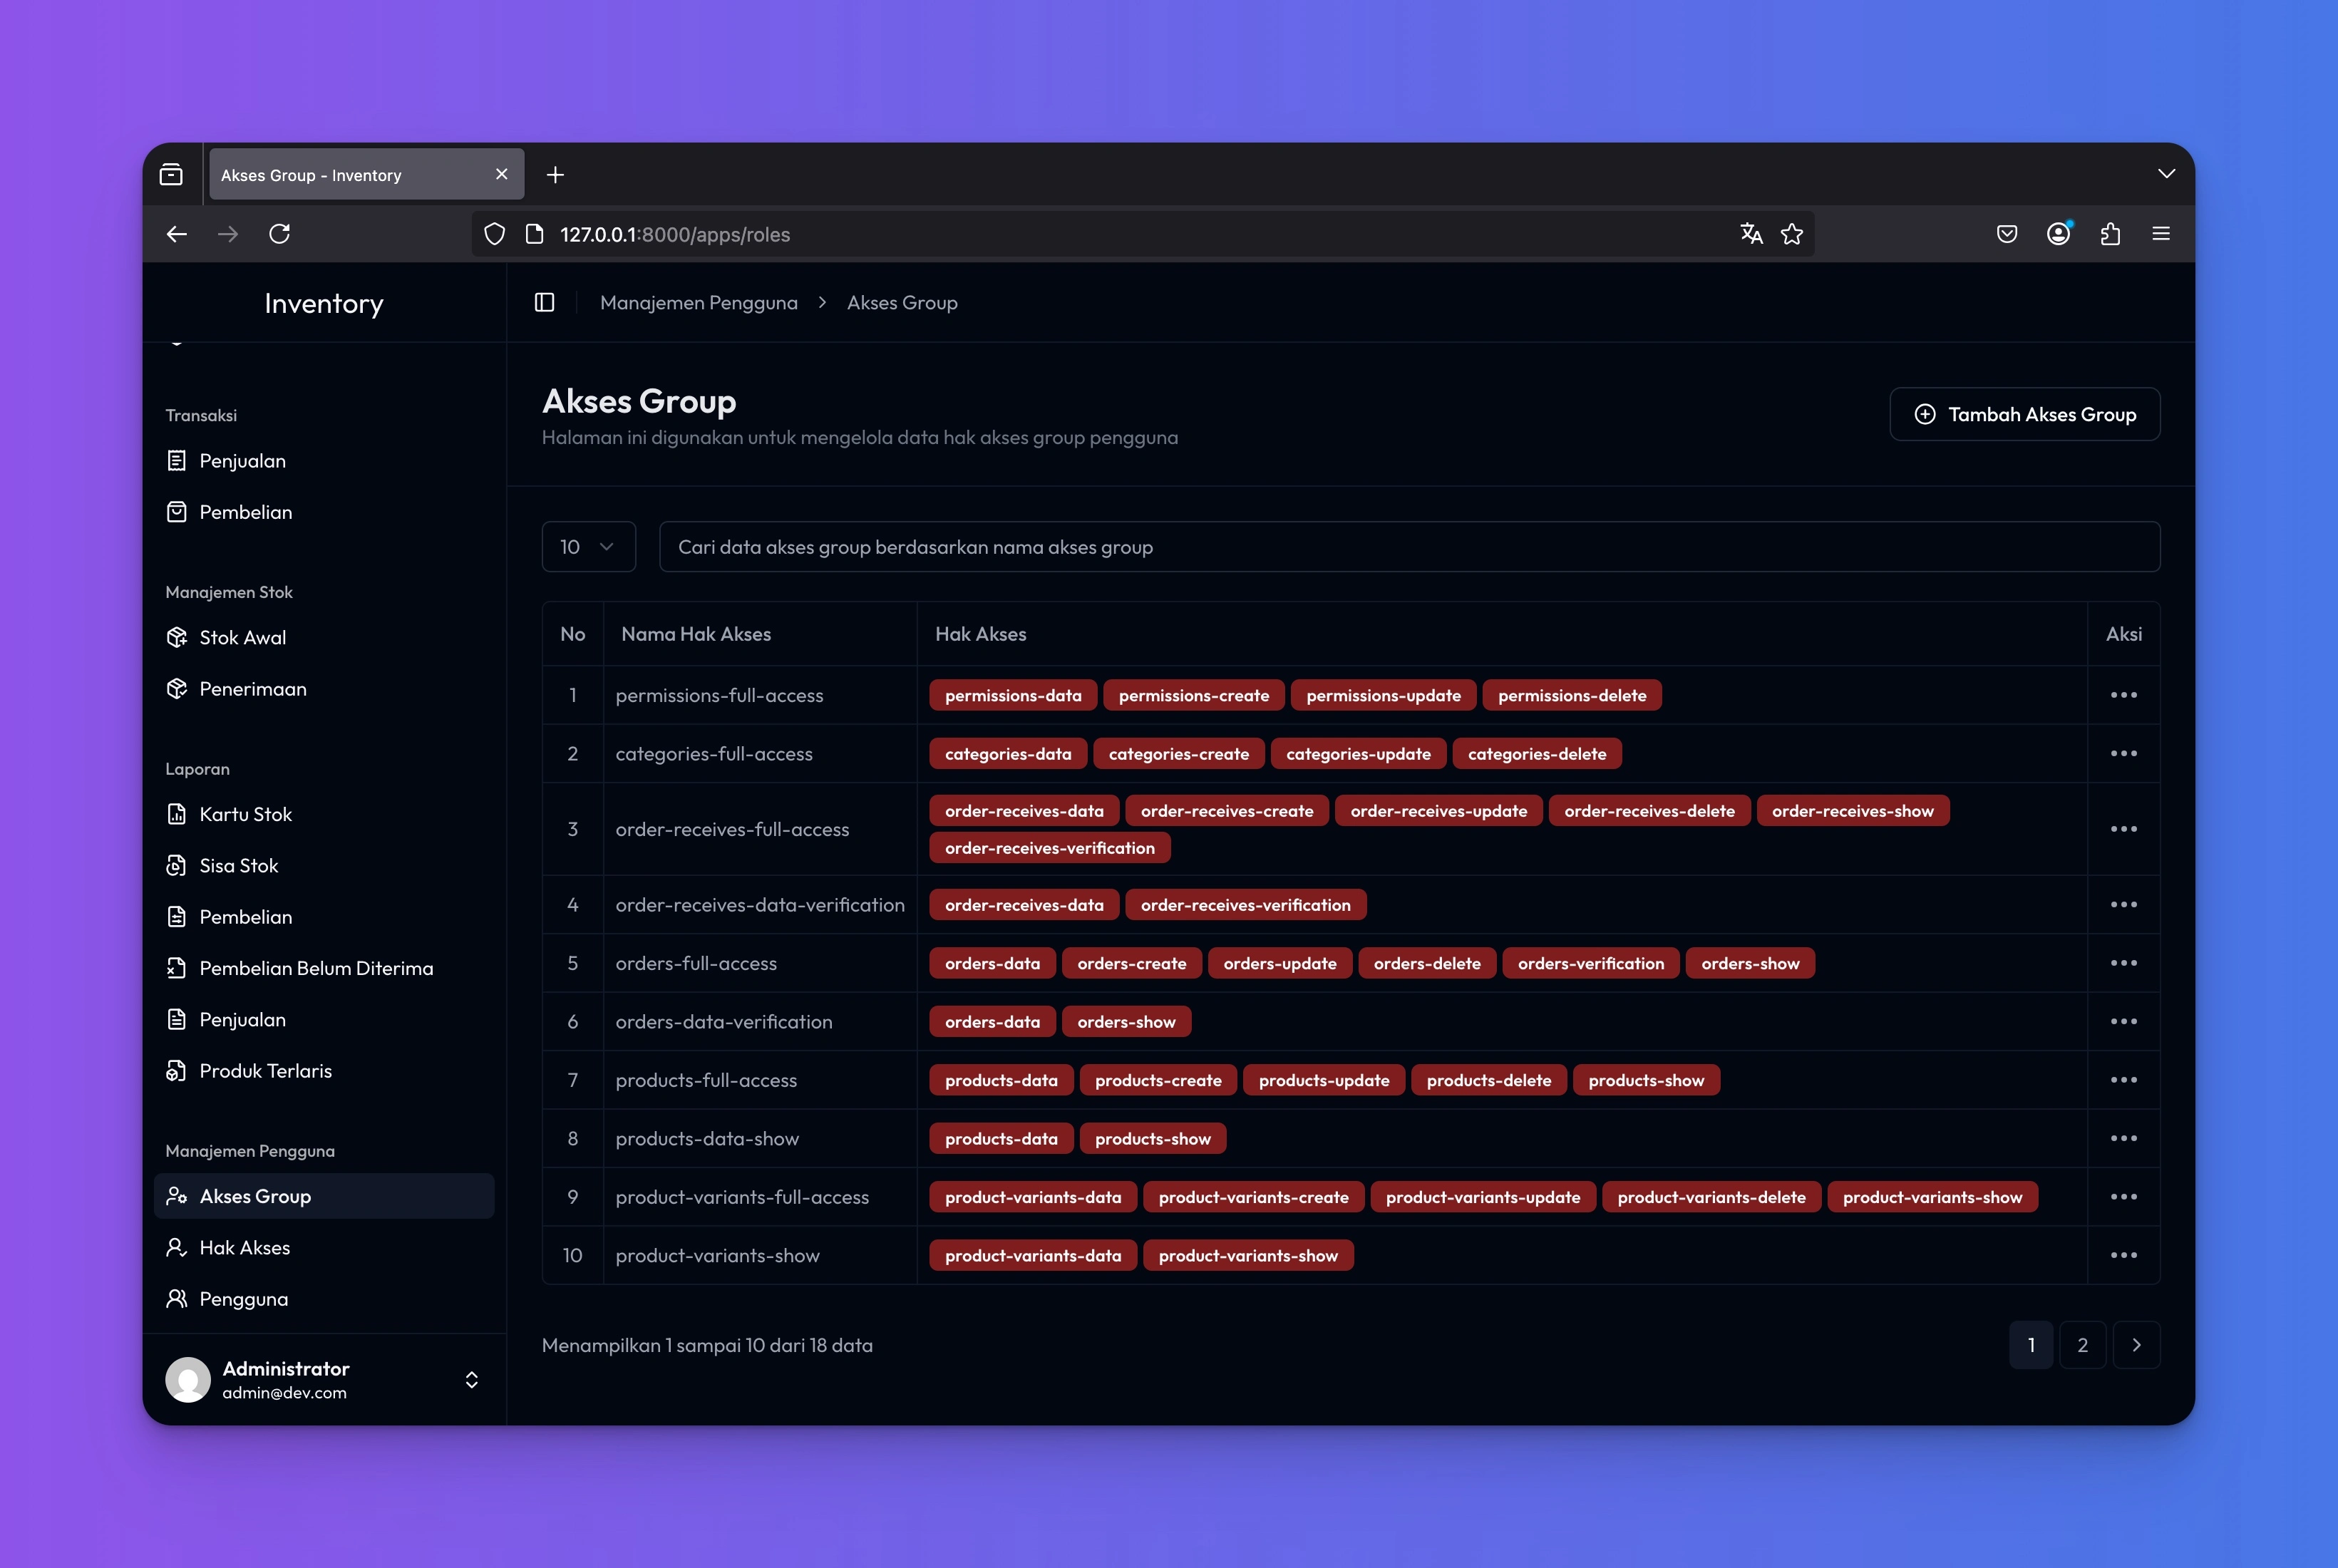 Akses Group - Inventory
127.0.0.1:8000/apps/roles
Inventory
Manajemen Pengguna > Akses Group
Transaksi
Penjualan
Pembelian
Manajemen Stok
Stok Awal
Penerimaan
Laporan
Kartu Stok
Sisa Stok
Pembelian
Pembelian Belum Diterima
Penjualan
Produk Terlaris
Manajemen Pengguna
Akses Group
Hak Akses
Pengguna
Administrator
admin@dev.com
Akses Group
Halaman ini digunakan untuk mengelola data hak akses group pengguna
Tambah Akses Group
10
Cari data akses group berdasarkan nama akses group
No Nama Hak Akses Hak Akses Aksi
1 permissions-full-access permissions-data permissions-create permissions-update permissions-delete
2 categories-full-access categories-data categories-create categories-update categories-delete
3 order-receives-full-access order-receives-data order-receives-create order-receives-update order-receives-delete order-receives-show
order-receives-verification
4 order-receives-data-verification order-receives-data order-receives-verification
5 orders-full-access orders-data orders-create orders-update orders-delete orders-verification orders-show
6 orders-data-verification orders-data orders-show
7 products-full-access products-data products-create products-update products-delete products-show
8 products-data-show products-data products-show
9 product-variants-full-access product-variants-data product-variants-create product-variants-update product-variants-delete product-variants-show
10 product-variants-show product-variants-data product-variants-show
Menampilkan 1 sampai 10 dari 18 data
1 2